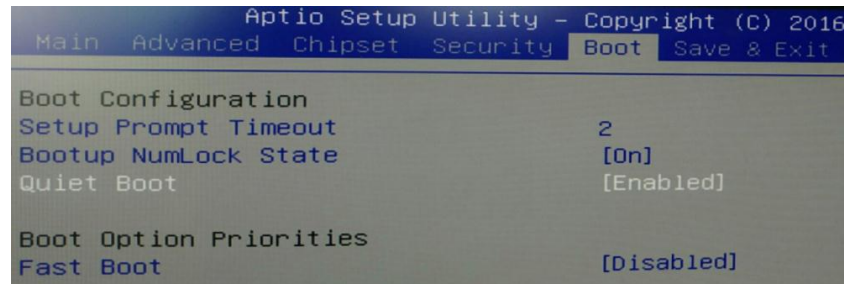 Aptio Setup Utility – Copyright (C) 2016
Main Advanced Chipset Security Boot Save & Exit
Boot Configuration
Setup Prompt Timeout 2
Bootup NumLock State [On]
Quiet Boot [Enabled]
Boot Option Priorities
Fast Boot [Disabled]